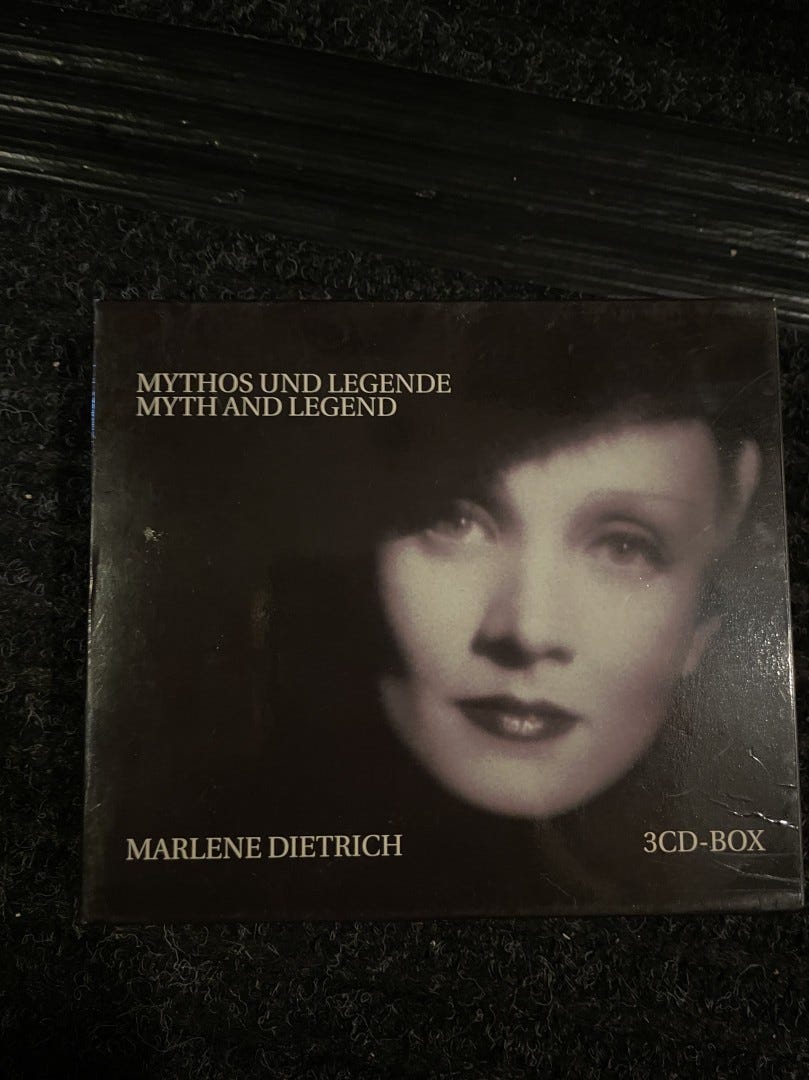 MYTHOS UND LEGENDE
MYTH AND LEGEND
MARLENE DIETRICH
3CD-BOX